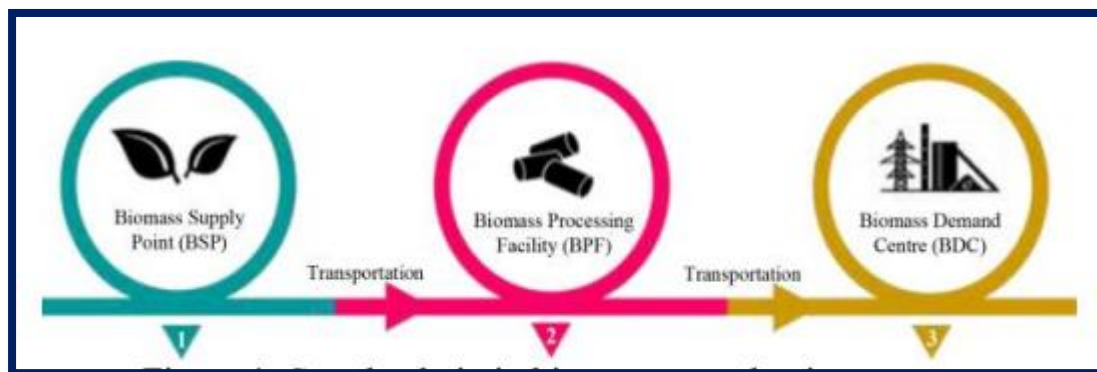 Biomass Supply
Point (BSP)
Transportation
Biomass Processing
Facility (BPF)
Transportation
Biomass Demand
Centre (BDC)
1
2
3